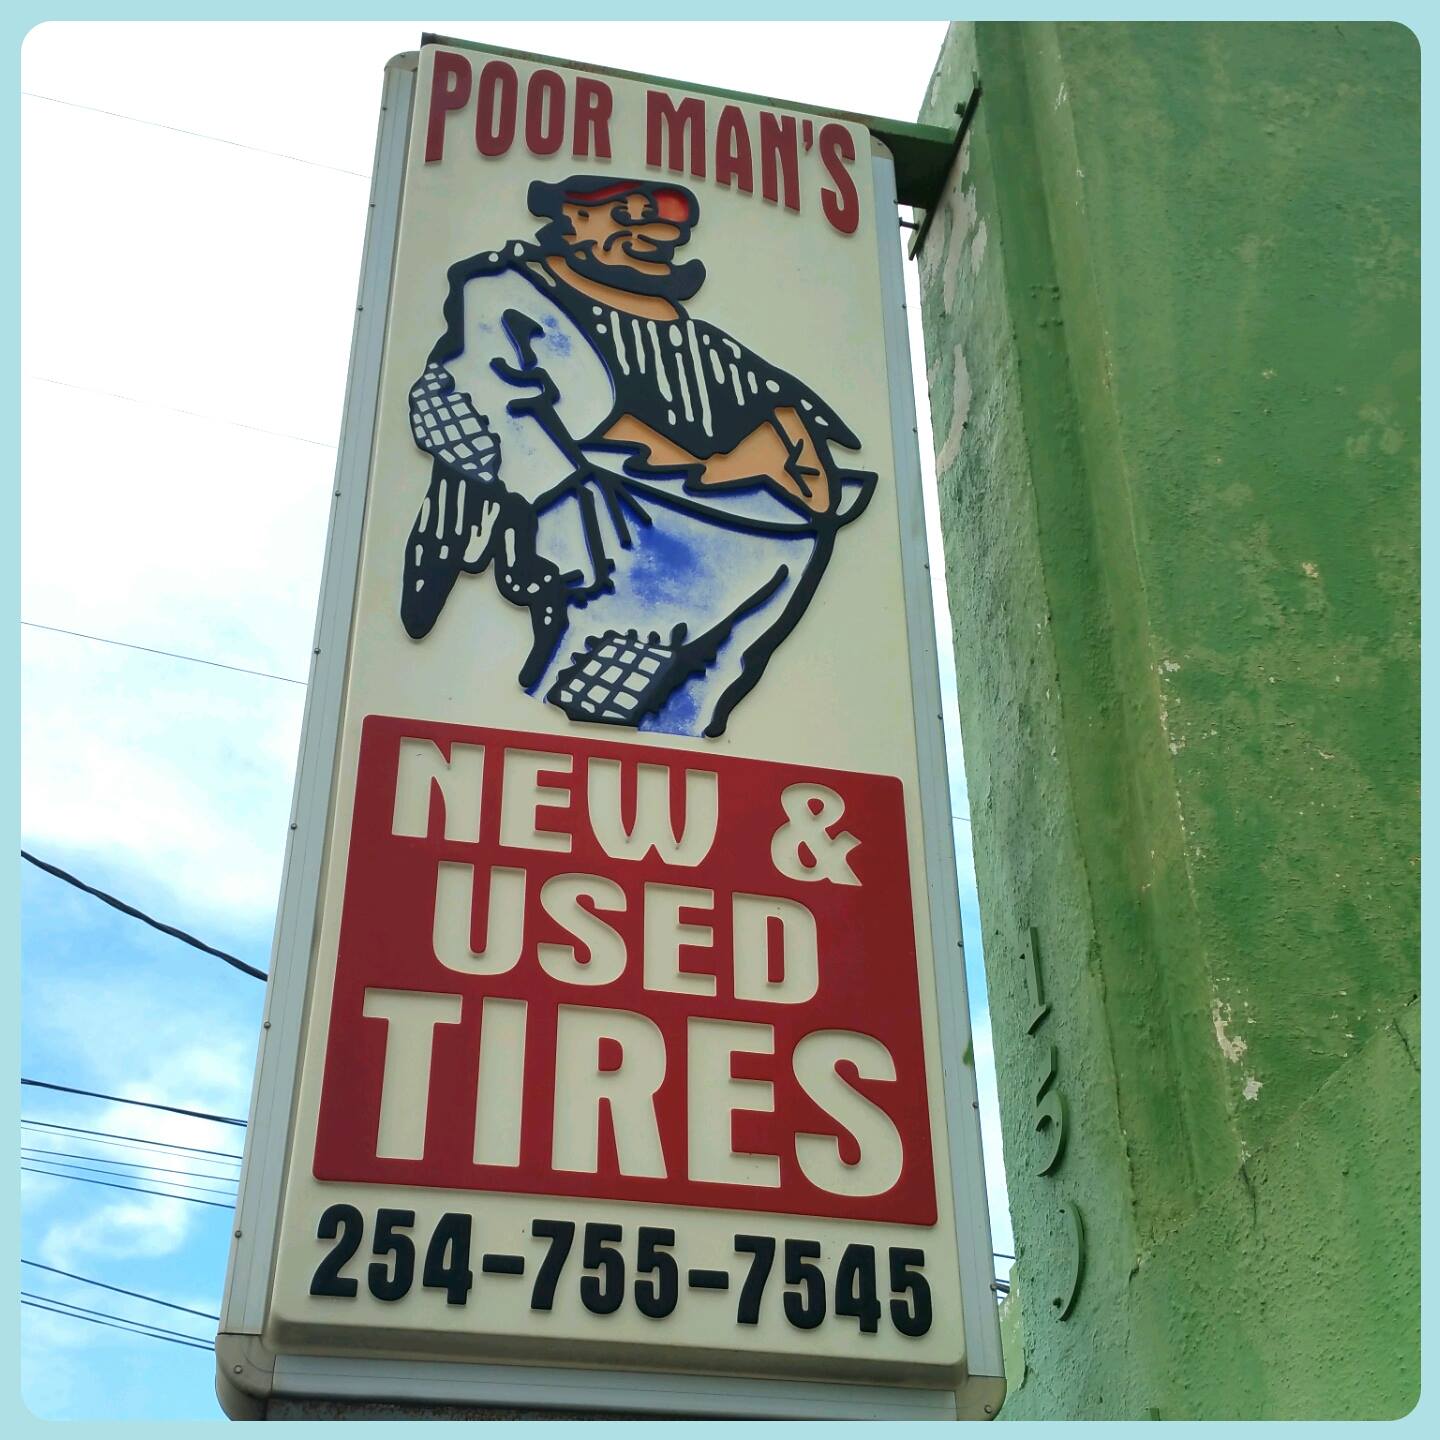 POOR MAN'S
NEW &
USED
TIRES
254-755-7545